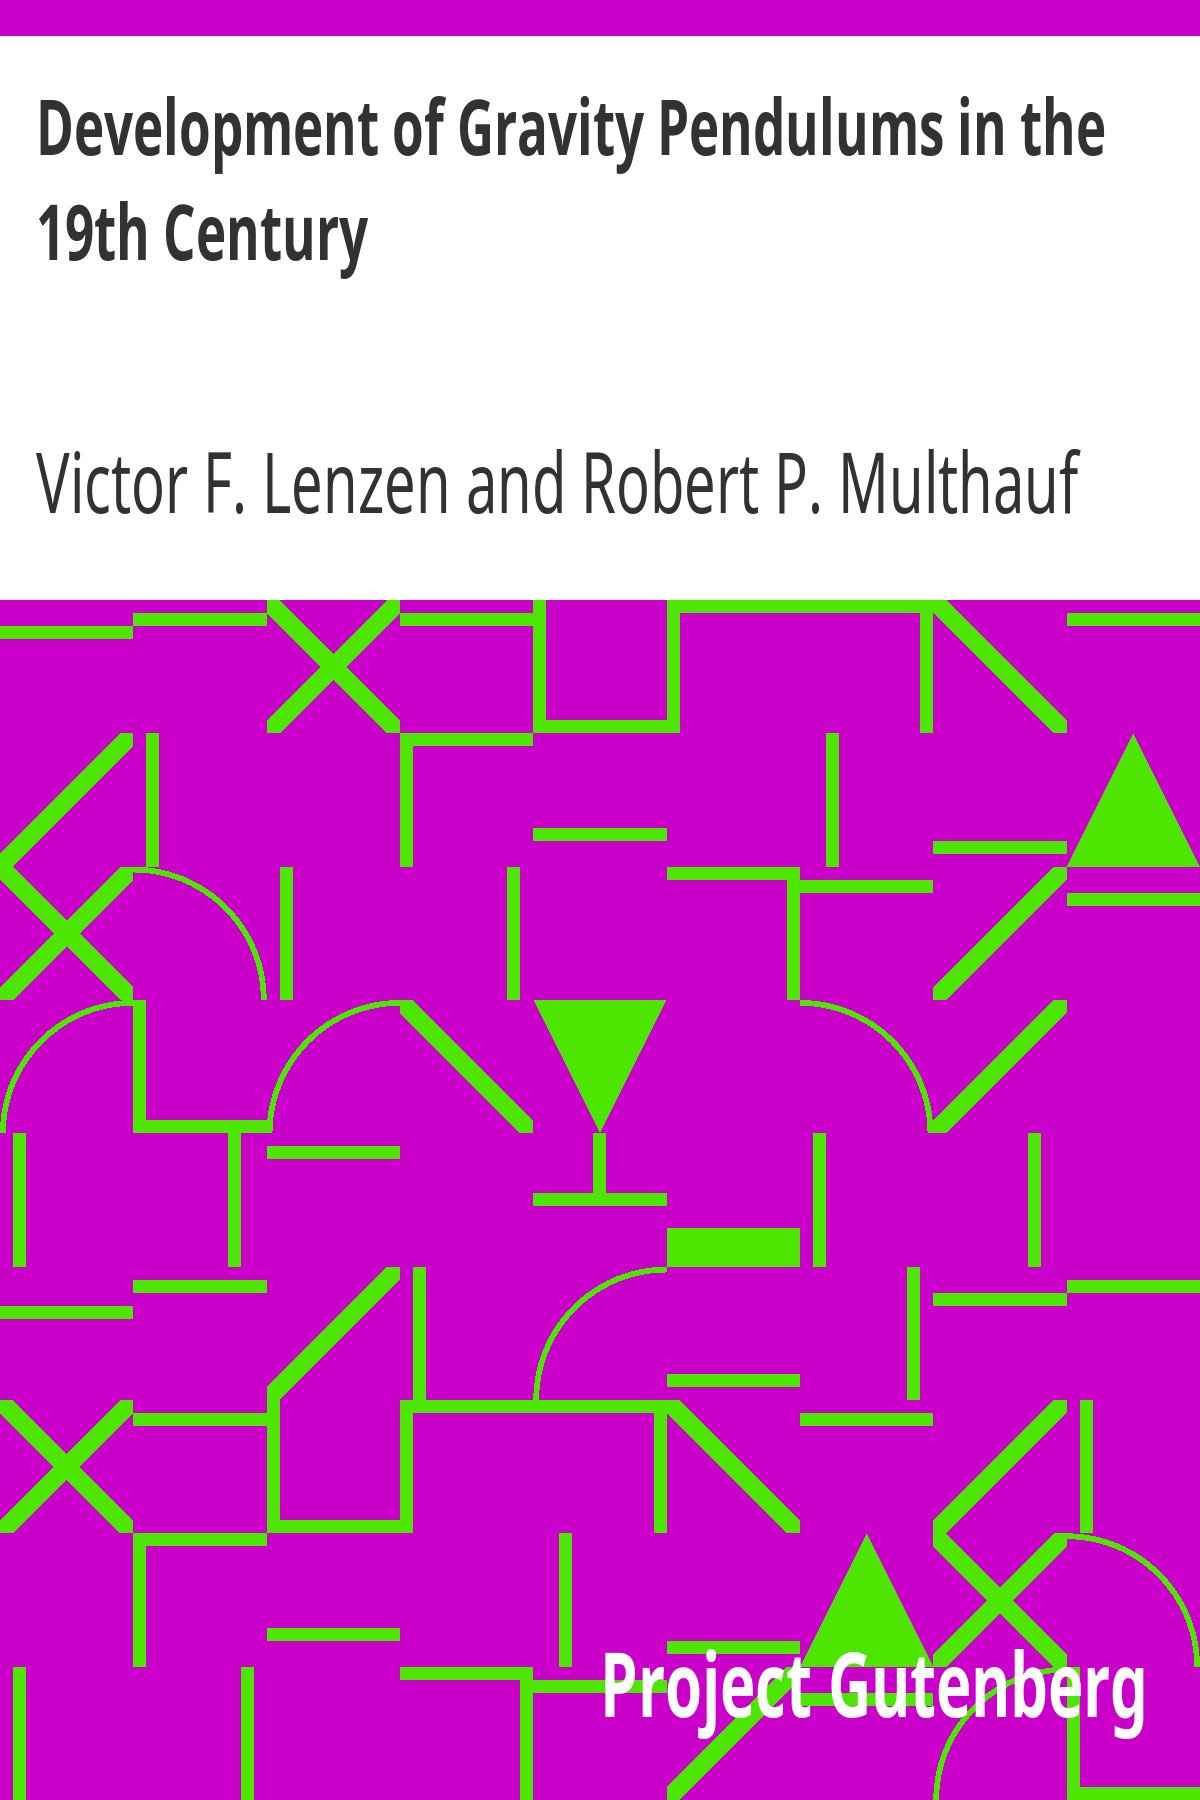 Development of Gravity Pendulums in the
19th Century
Victor F. Lenzen and Robert P. Multhauf
Project Gutenberg